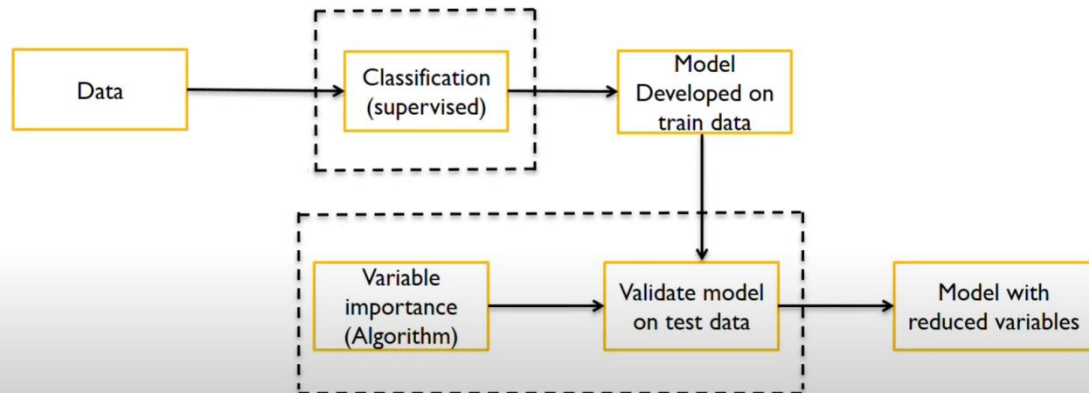 Data
Classification
(supervised)
Model
Developed on
train data
Variable
importance
(Algorithm)
Validate model
on test data
Model with
reduced variables